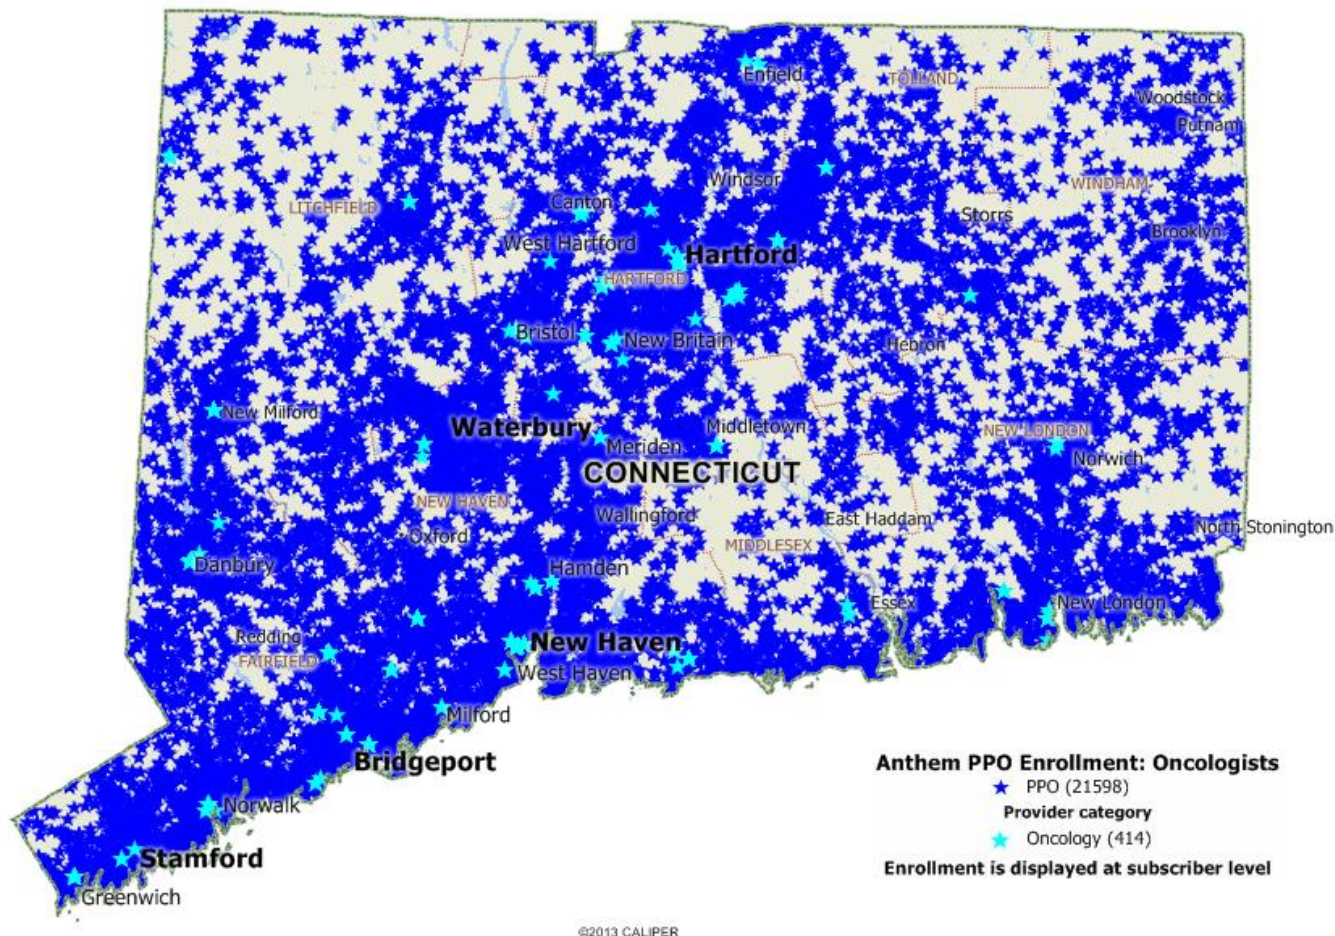 Enfield
TOLLAND
Woodstock
Putnam
Windsor
WINDHAM
Canton
LITCHFIELD
Storrs
Brooklyn
West Hartford
Hartford
HARTFORD
Bristol
New Britain
Hebron
New Milford
Waterbury
Middletown
NEW LONDON
Meriden
Norwich
CONNECTICUT
NEW HAVEN
Wallingford
East Haddam
North Stonington
Oxford
MIDDLESEX
Danbury
Hamden
Essex
New London
Redding
New Haven
FAIRFIELD
West Haven
Milford
Bridgeport
Norwalk
Stamford
Greenwich
Anthem PPO Enrollment: Oncologists
PPO (21598)
Provider category
Oncology (414)
Enrollment is displayed at subscriber level
©2013 CALIPER